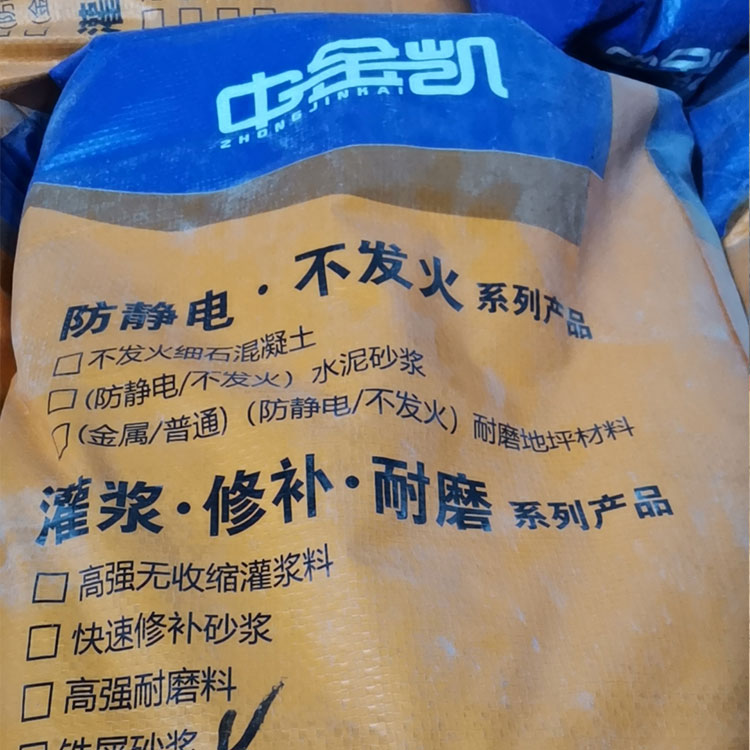 中金凯
ZHONGJINKAI
防静电·不发火系列产品
□不发火细石混凝土
□(防静电/不发火)水泥砂浆
□(金属/普通)(防静电/不发火)耐磨地坪材料
灌浆·修补·耐磨系列产品
□高强无收缩灌浆料
□快速修补砂浆
□高强耐磨料
□铁屑砂浆